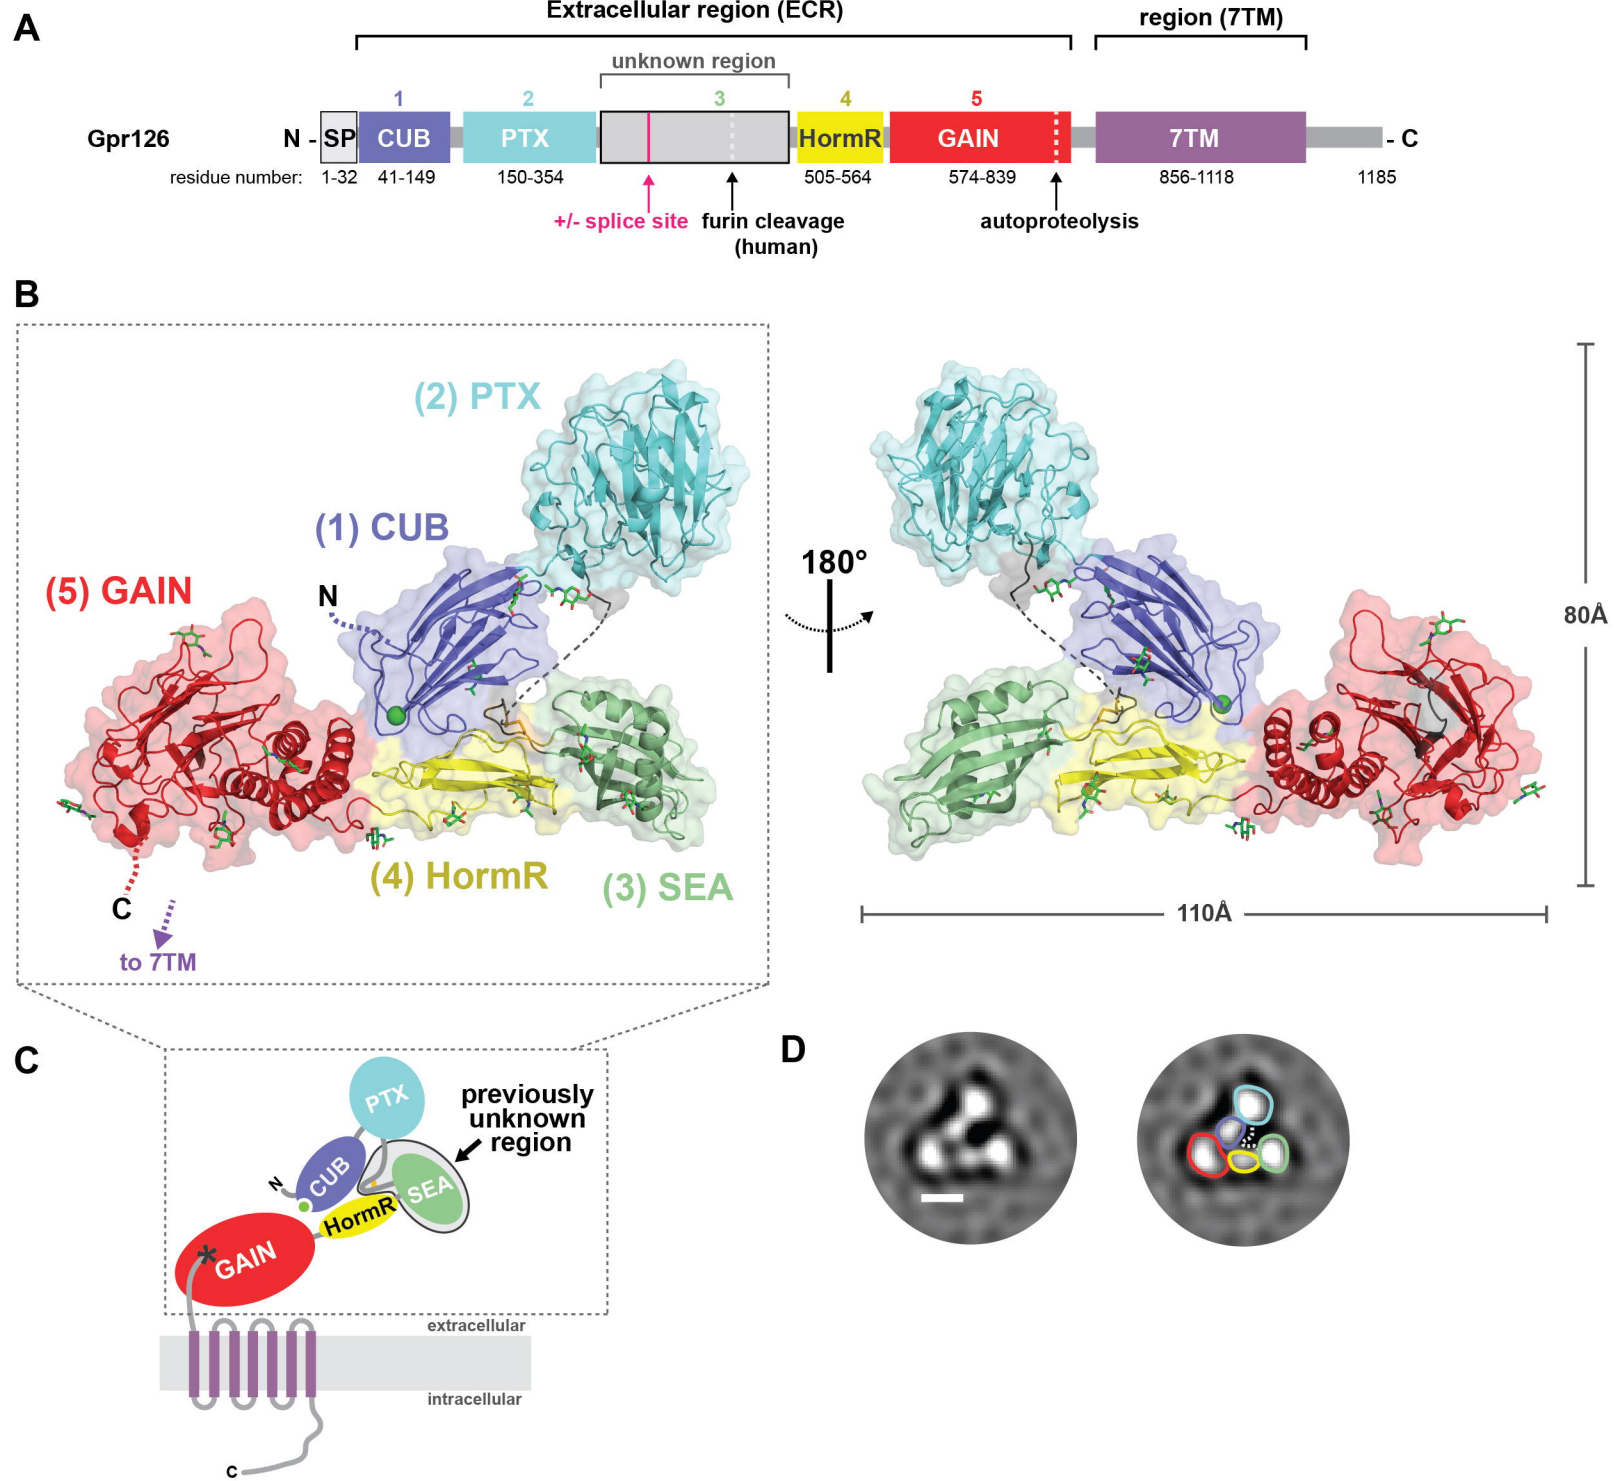 A
Extracellular region (ECR)
region (7TM)
unknown region
1 2 3 4 5
Gpr126 N - SP CUB PTX HormR GAIN 7TM - C
residue number: 1-32 41-149 150-354 505-564 574-839 856-1118 1185
+/- splice site furin cleavage autoproteolysis
(human)
B
(2) PTX
(1) CUB
(5) GAIN
N
(4) HormR
(3) SEA
C
to 7TM
180°
80Å
110Å
C
PTX
previously
unknown
region
CUB
N
SEA
HormR
*
GAIN
extracellular
intracellular
C
D